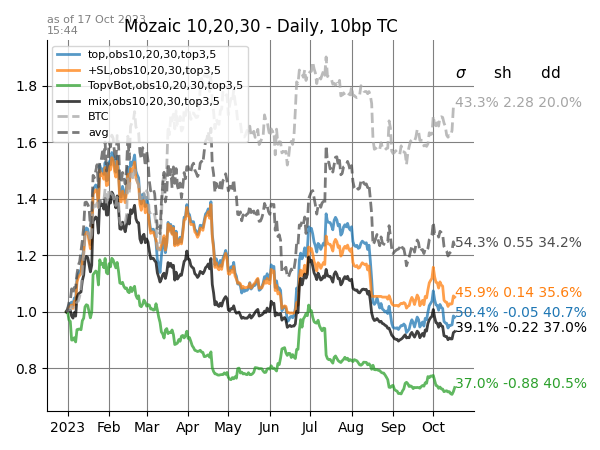 as of 17 Oct 2023
15:44
Mozaic 10,20,30 - Daily, 10bp TC
top,obs10,20,30,top3,5
+SL,obs10,20,30,top3,5
TopvBot,obs10,20,30,top3,5
mix,obs10,20,30,top3,5
BTC
avg
σ sh dd
43.3% 2.28 20.0%
54.3% 0.55 34.2%
45.9% 0.14 35.6%
50.4% -0.05 40.7%
39.1% -0.22 37.0%
37.0% -0.88 40.5%
1.8
1.6
1.4
1.2
1.0
0.8
2023 Feb Mar Apr May Jun Jul Aug Sep Oct